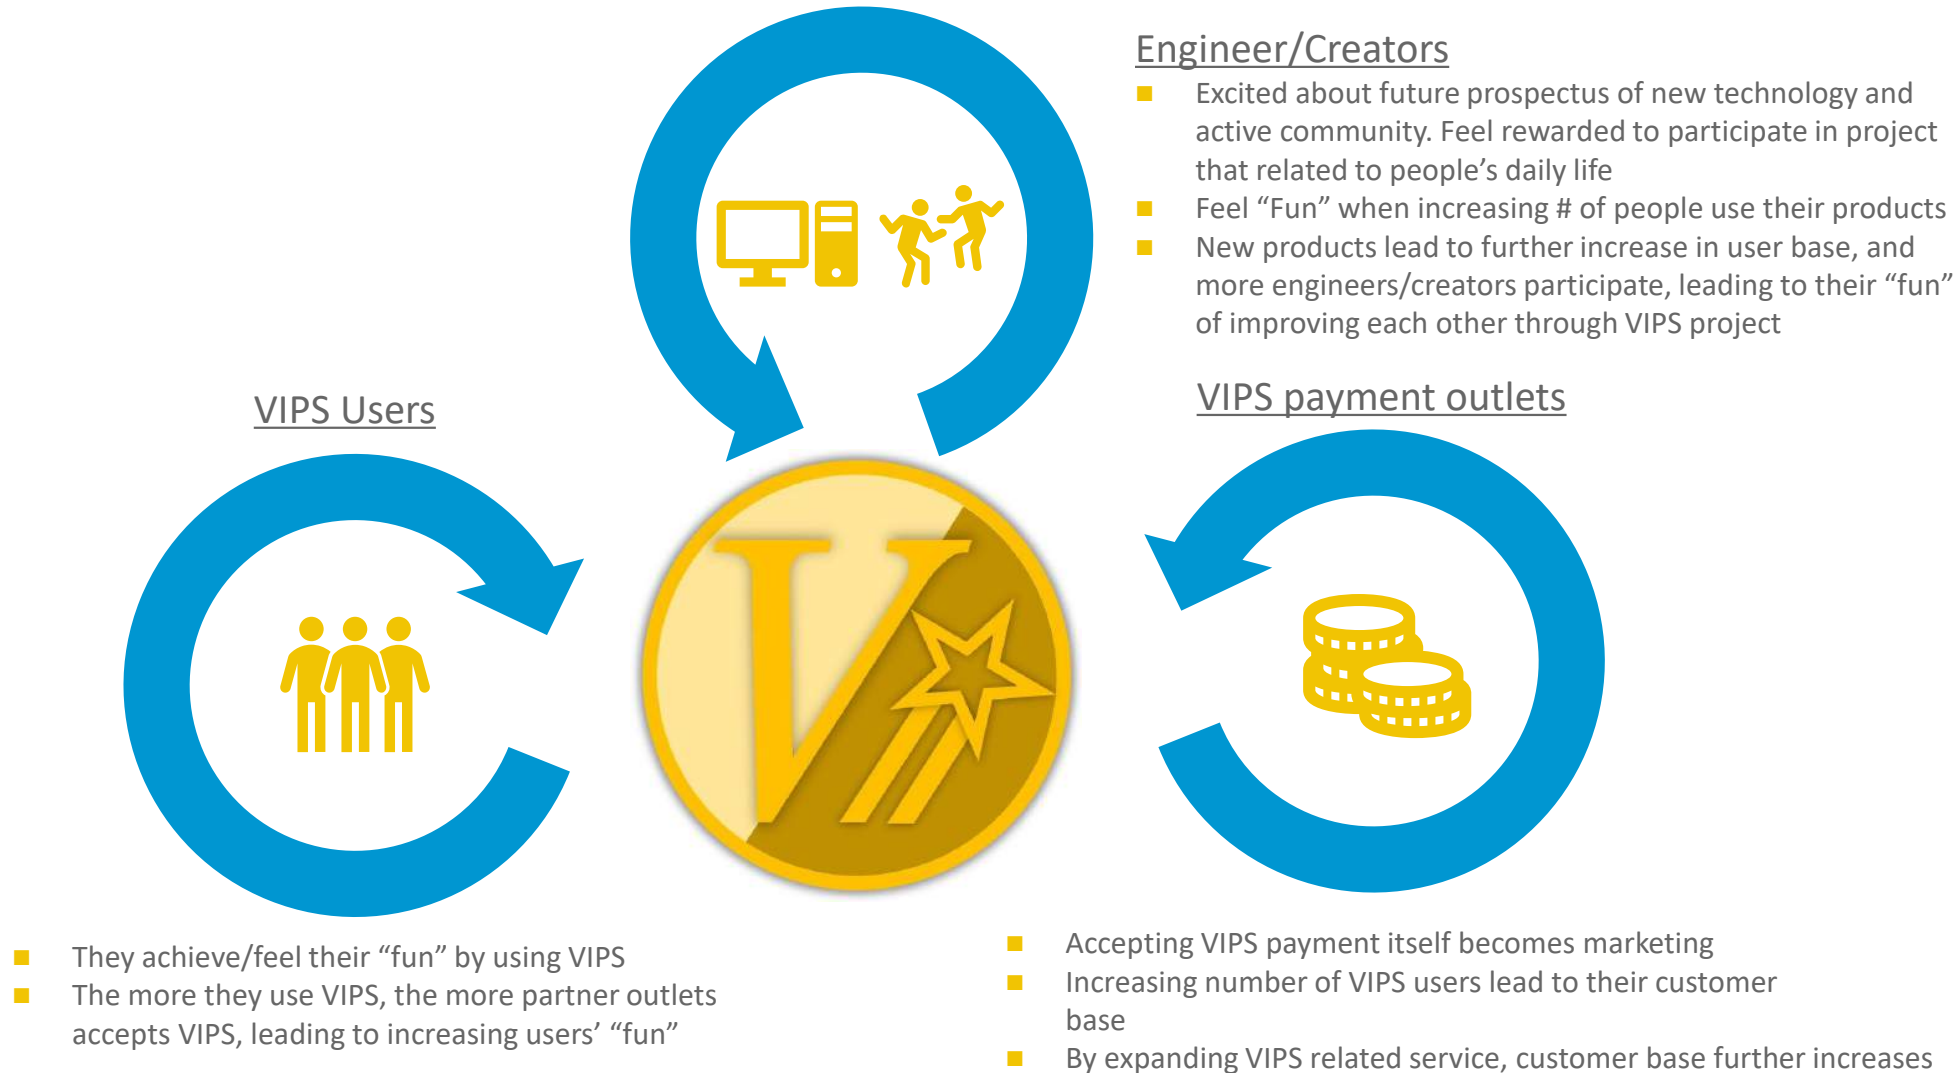 Engineer/Creators
■ Excited about future prospectus of new technology and
active community. Feel rewarded to participate in project
that related to people’s daily life
■ Feel “Fun” when increasing # of people use their products
■ New products lead to further increase in user base, and
more engineers/creators participate, leading to their “fun”
of improving each other through VIPS project
VIPS Users
VIPS payment outlets
V
■ They achieve/feel their “fun” by using VIPS
■ The more they use VIPS, the more partner outlets
accepts VIPS, leading to increasing users’ “fun”
■ Accepting VIPS payment itself becomes marketing
■ Increasing number of VIPS users lead to their customer
base
■ By expanding VIPS related service, customer base further increases